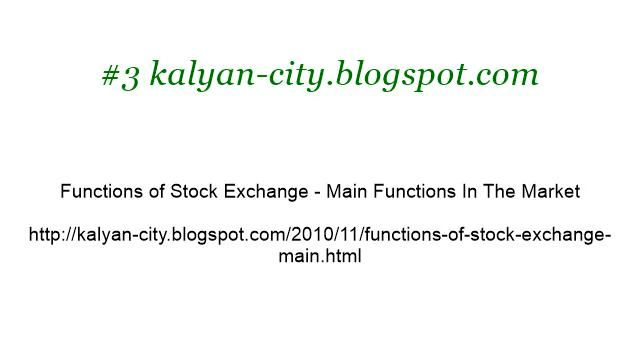 #3 kalyan-city.blogspot.com
Functions of Stock Exchange - Main Functions In The Market
http://kalyan-city.blogspot.com/2010/11/functions-of-stock-exchange-
main.html